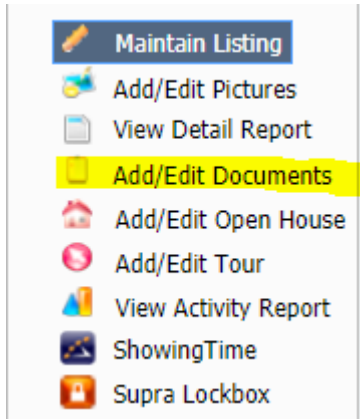 Maintain Listing
Add/Edit Pictures
View Detail Report
Add/Edit Documents
Add/Edit Open House
Add/Edit Tour
View Activity Report
ShowingTime
Supra Lockbox